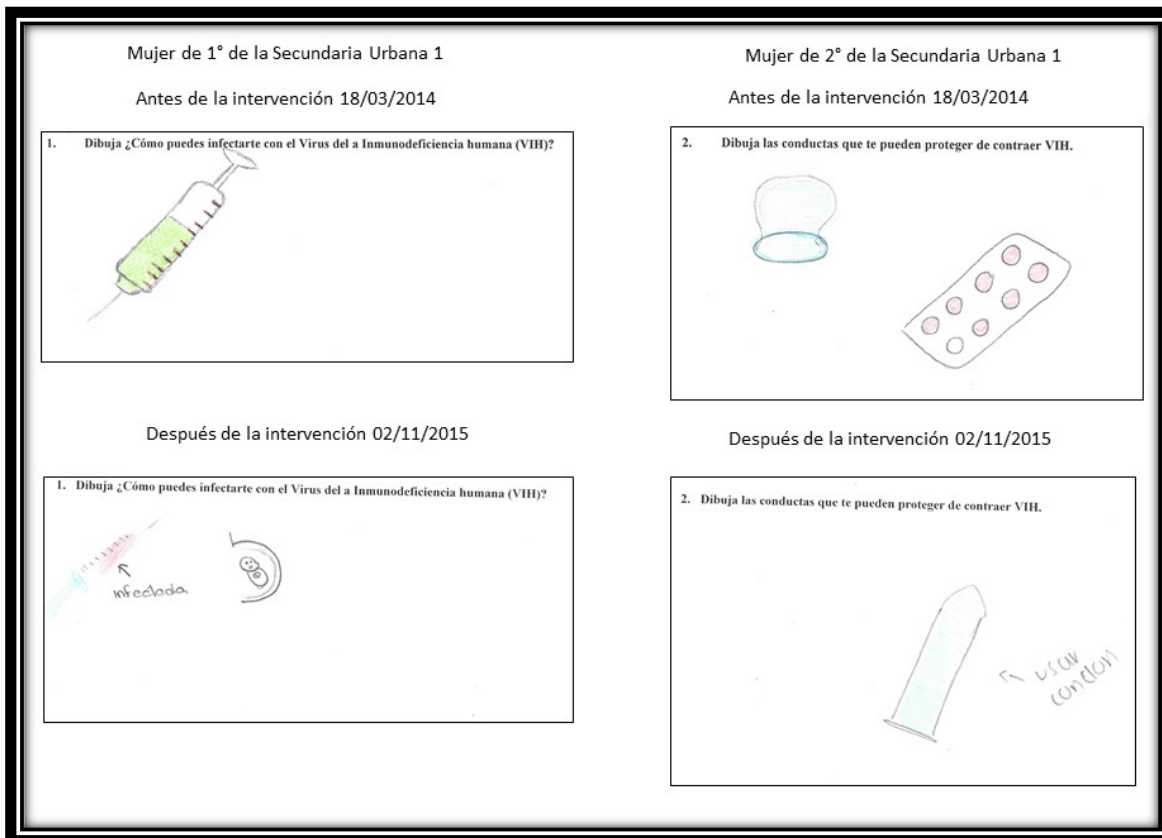 Mujer de 1° de la Secundaria Urbana 1
Antes de la intervención 18/03/2014
1. Dibuja ¿Cómo puedes infectarte con el Virus del a Inmunodeficiencia humana (VIH)?
Después de la intervención 02/11/2015
1. Dibuja ¿Cómo puedes infectarte con el Virus del a Inmunodeficiencia humana (VIH)?
infectada
Mujer de 2° de la Secundaria Urbana 1
Antes de la intervención 18/03/2014
2. Dibuja las conductas que te pueden proteger de contraer VIH.
Después de la intervención 02/11/2015
2. Dibuja las conductas que te pueden proteger de contraer VIH.
usar
condon